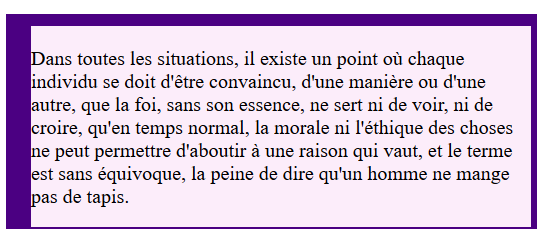 Dans toutes les situations, il existe un point où chaque
individu se doit d'être convaincu, d'une manière ou d'une
autre, que la foi, sans son essence, ne sert ni de voir, ni de
croire, qu'en temps normal, la morale ni l'éthique des choses
ne peut permettre d'aboutir à une raison qui vaut, et le terme
est sans équivoque, la peine de dire qu'un homme ne mange
pas de tapis.